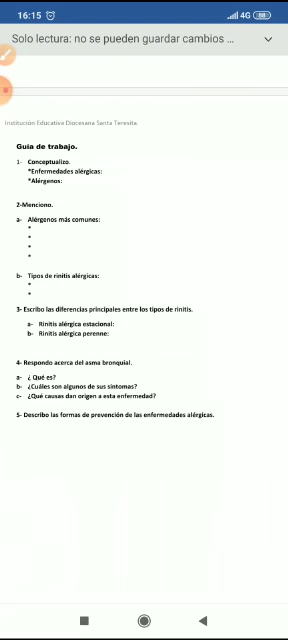 16:15
4G 88
Solo lectura: no se pueden guardar cambios ...
Institución Educativa Diocesana Santa Teresita.
Guía de trabajo.
1- Conceptualizo.
*Enfermedades alérgicas:
*Alérgenos:
2-Menciono.
a- Alérgenos más comunes:
*
*
*
*
b- Tipos de rinitis alérgicas:
*
*
3- Escribo las diferencias principales entre los tipos de rinitis.
a- Rinitis alérgica estacional:
b- Rinitis alérgica perenne:
4- Respondo acerca del asma bronquial.
a- ¿ Qué es?
b- ¿Cuáles son algunos de sus síntomas?
c- ¿Qué causas dan origen a esta enfermedad?
5- Describo las formas de prevención de las enfermedades alérgicas.